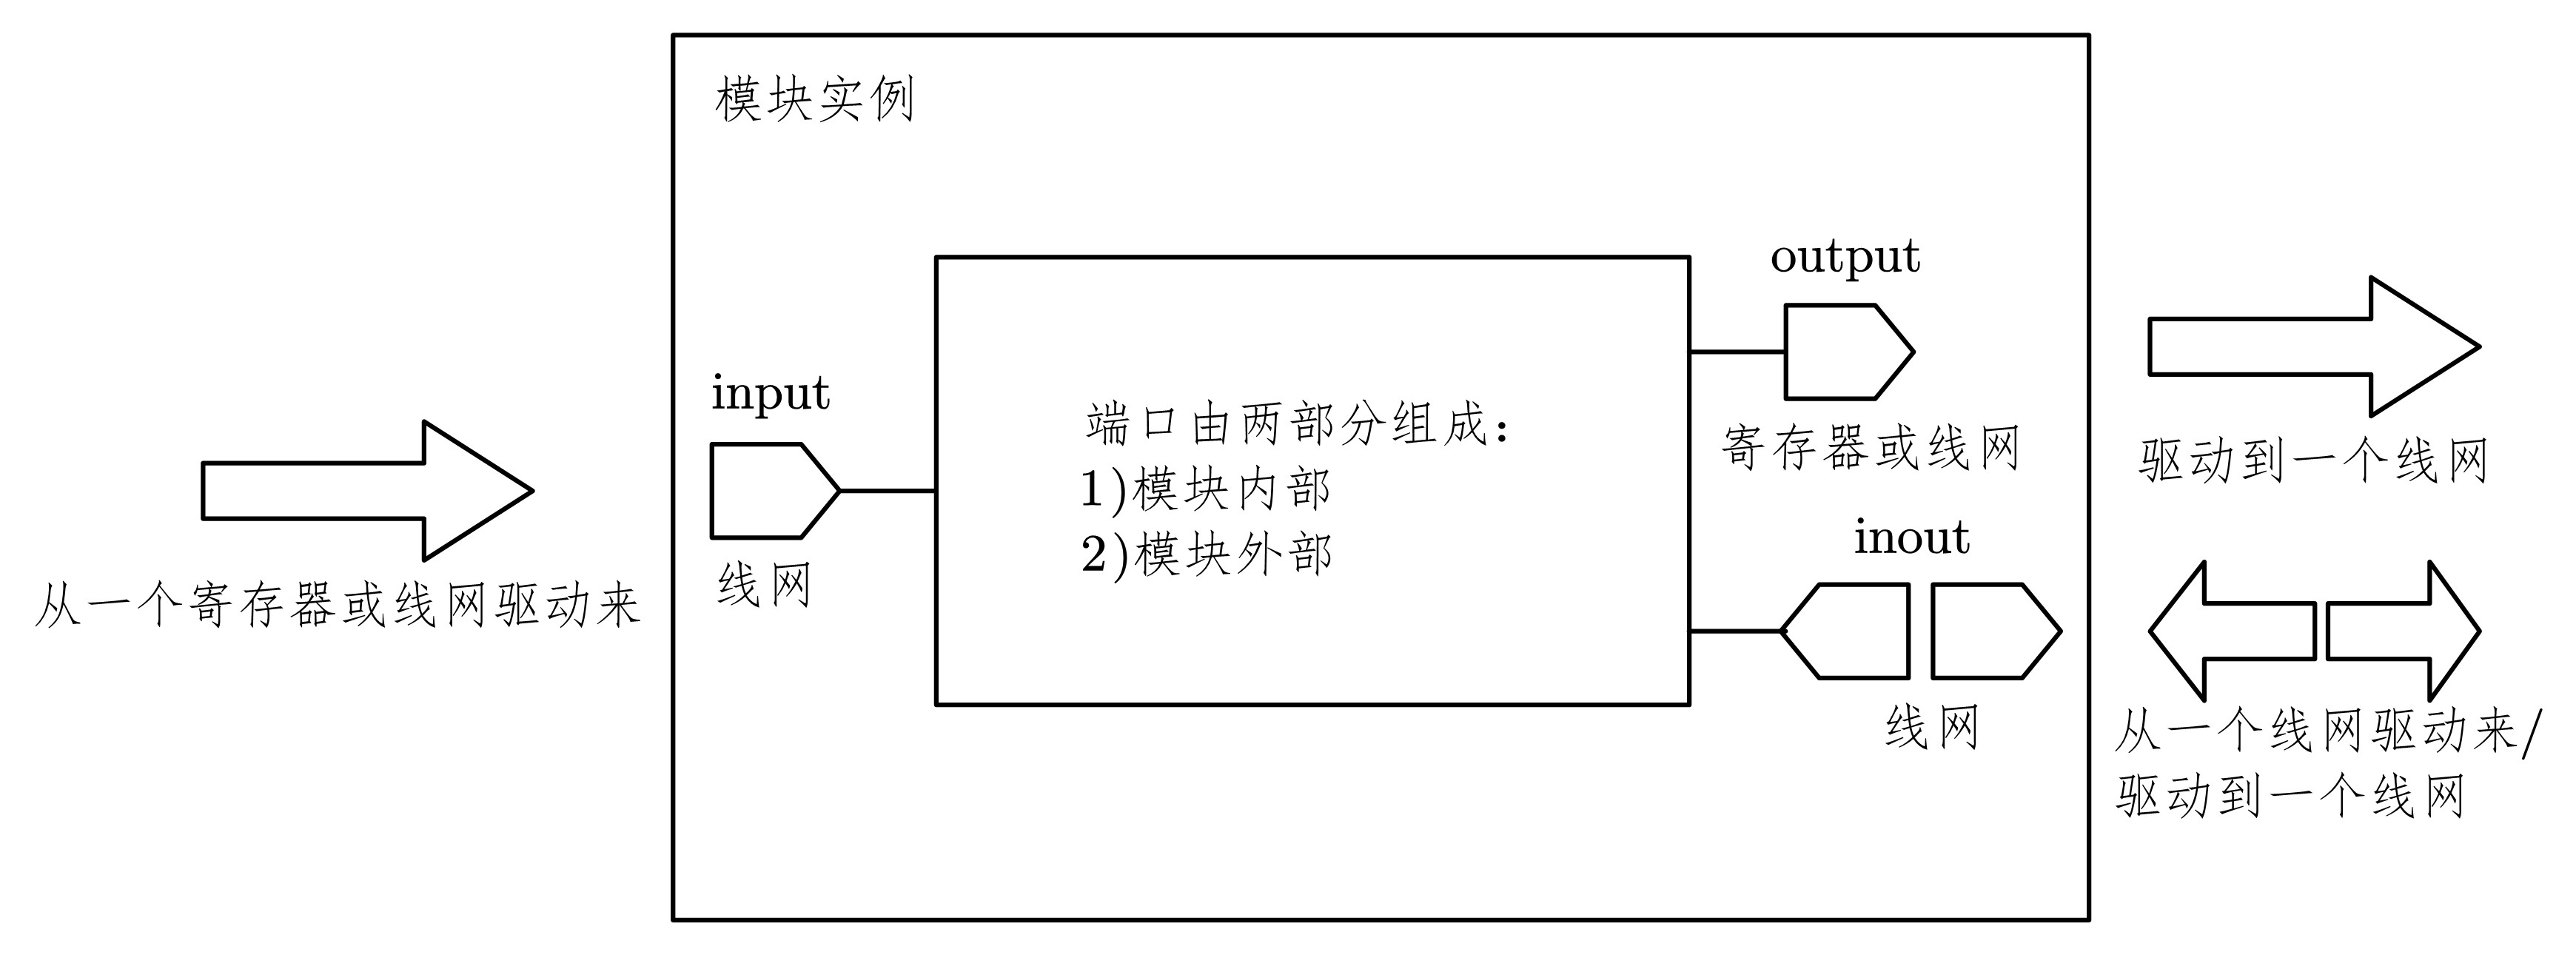 模块实例
output
input
端口由两部分组成：
1)模块内部
2)模块外部
寄存器或线网
驱动到一个线网
inout
线网
从一个寄存器或线网驱动来
线网
从一个线网驱动来/
驱动到一个线网